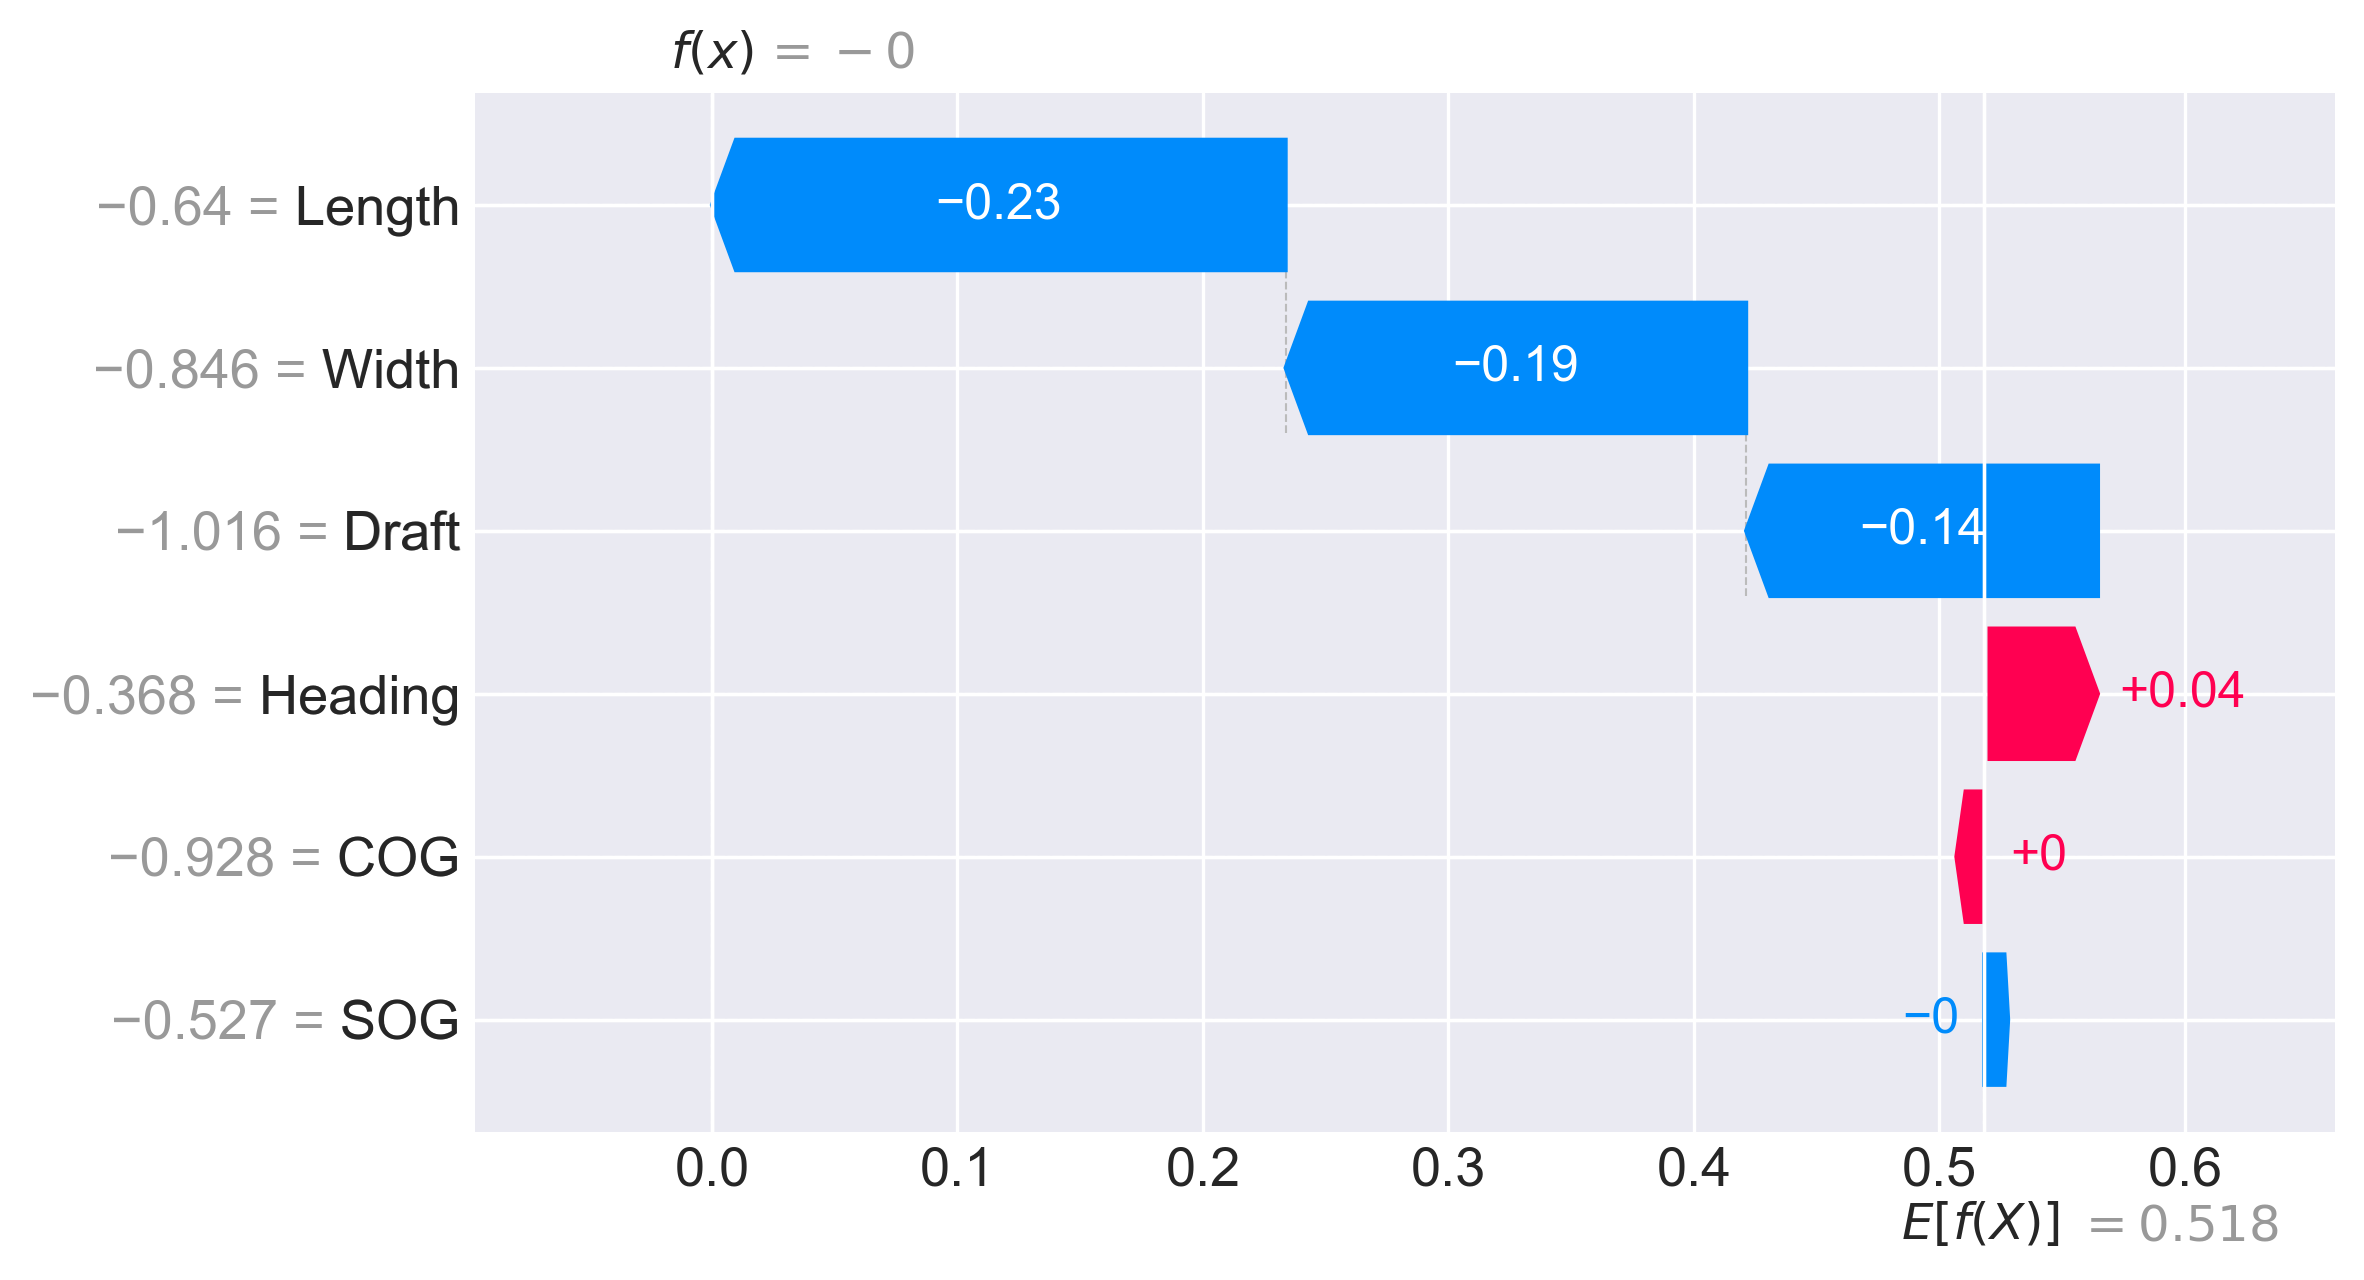 f(x) = − 0
−0.64 = Length
−0.23
−0.846 = Width
−0.19
−1.016 = Draft
−0.14
−0.368 = Heading
+0.04
−0.928 = COG
+0
−0.527 = SOG
−0
0.0 0.1 0.2 0.3 0.4 0.5 0.6
E[f(X)] = 0.518